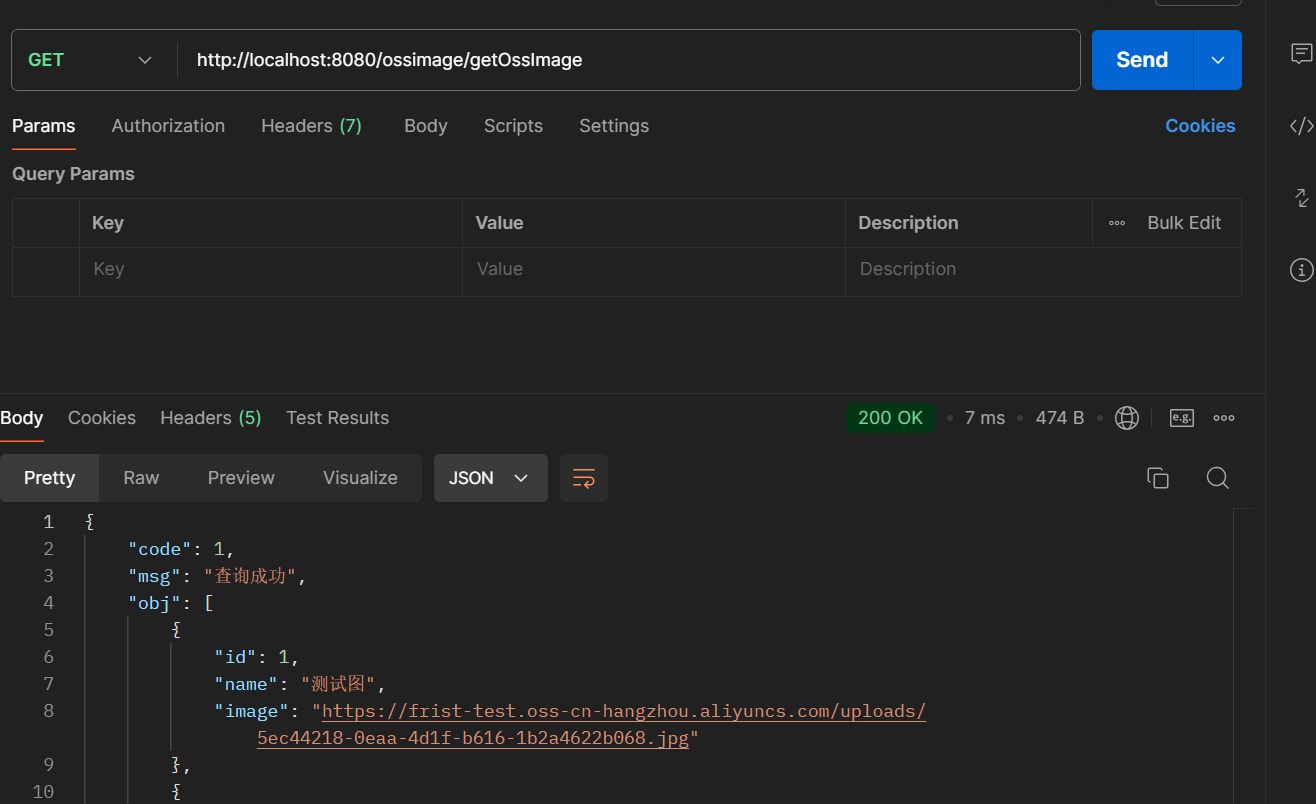 GET http://localhost:8080/ossimage/getOssImage Send
Params Authorization Headers (7) Body Scripts Settings Cookies
Query Params
Key Value Description Bulk Edit
Key Value Description
Body Cookies Headers (5) Test Results 200 OK 7 ms 474 B e.g.
Pretty Raw Preview Visualize JSON
1 {
2 "code": 1,
3 "msg": "查询成功",
4 "obj": [
5 {
6 "id": 1,
7 "name": "测试图",
8 "image": "https://frist-test.oss-cn-hangzhou.aliyuncs.com/uploads/
5ec44218-0eaa-4d1f-b616-1b2a4622b068.jpg"
9 },
10 {